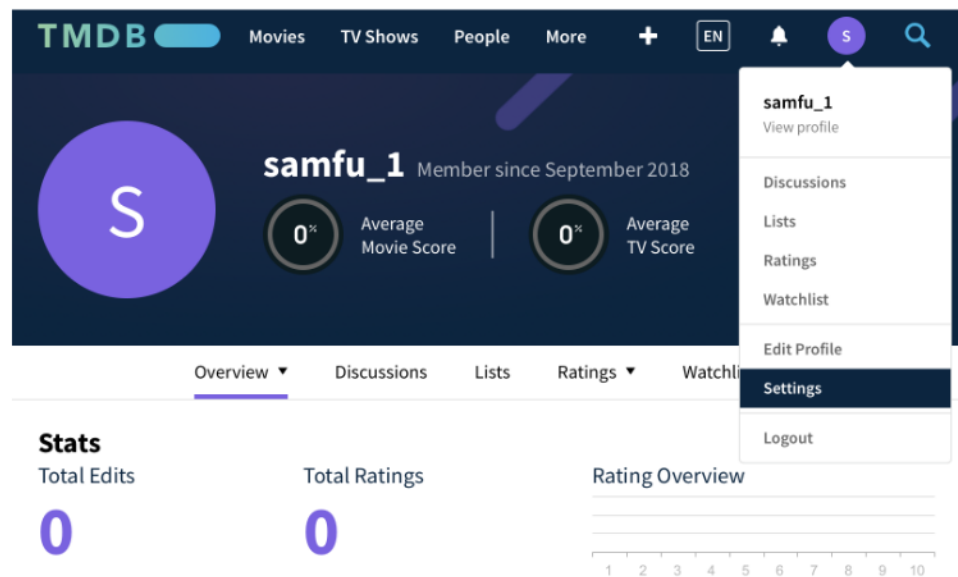 TMDB Movies TV Shows People More + EN S
samfu_1
View profile
Discussions
Lists
Ratings
Watchlist
Edit Profile
Settings
Logout
S
samfu_1 Member since September 2018
0% Average Movie Score
0% Average TV Score
Overview Discussions Lists Ratings Watchli
Stats
Total Edits Total Ratings Rating Overview
0 0
1 2 3 4 5 6 7 8 9 10